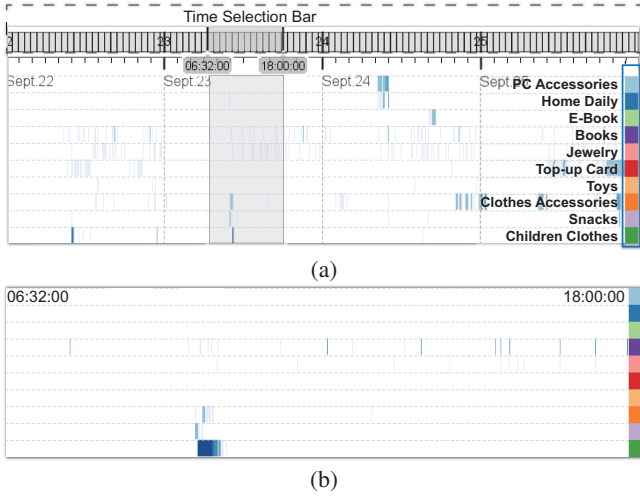 Time Selection Bar
2 23 24 25
06:32:00 18:00:00
Sept.22 Sept.23 Sept.24 Sept.25
PC Accessories
Home Daily
E-Book
Books
Jewelry
Top-up Card
Toys
Clothes Accessories
Snacks
Children Clothes
(a)
06:32:00 18:00:00
(b)